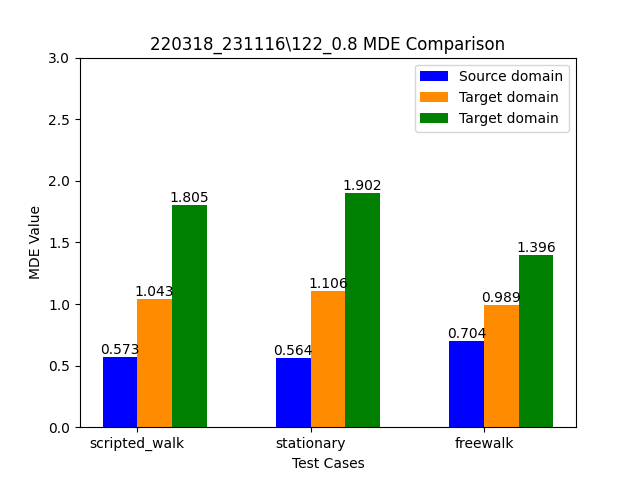 220318_231116\122_0.8 MDE Comparison
Source domain
Target domain
Target domain
MDE Value
3.0
2.5
2.0
1.5
1.0
0.5
0.0
0.573
1.043
1.805
0.564
1.106
1.902
0.704
0.989
1.396
scripted_walk
stationary
freewalk
Test Cases